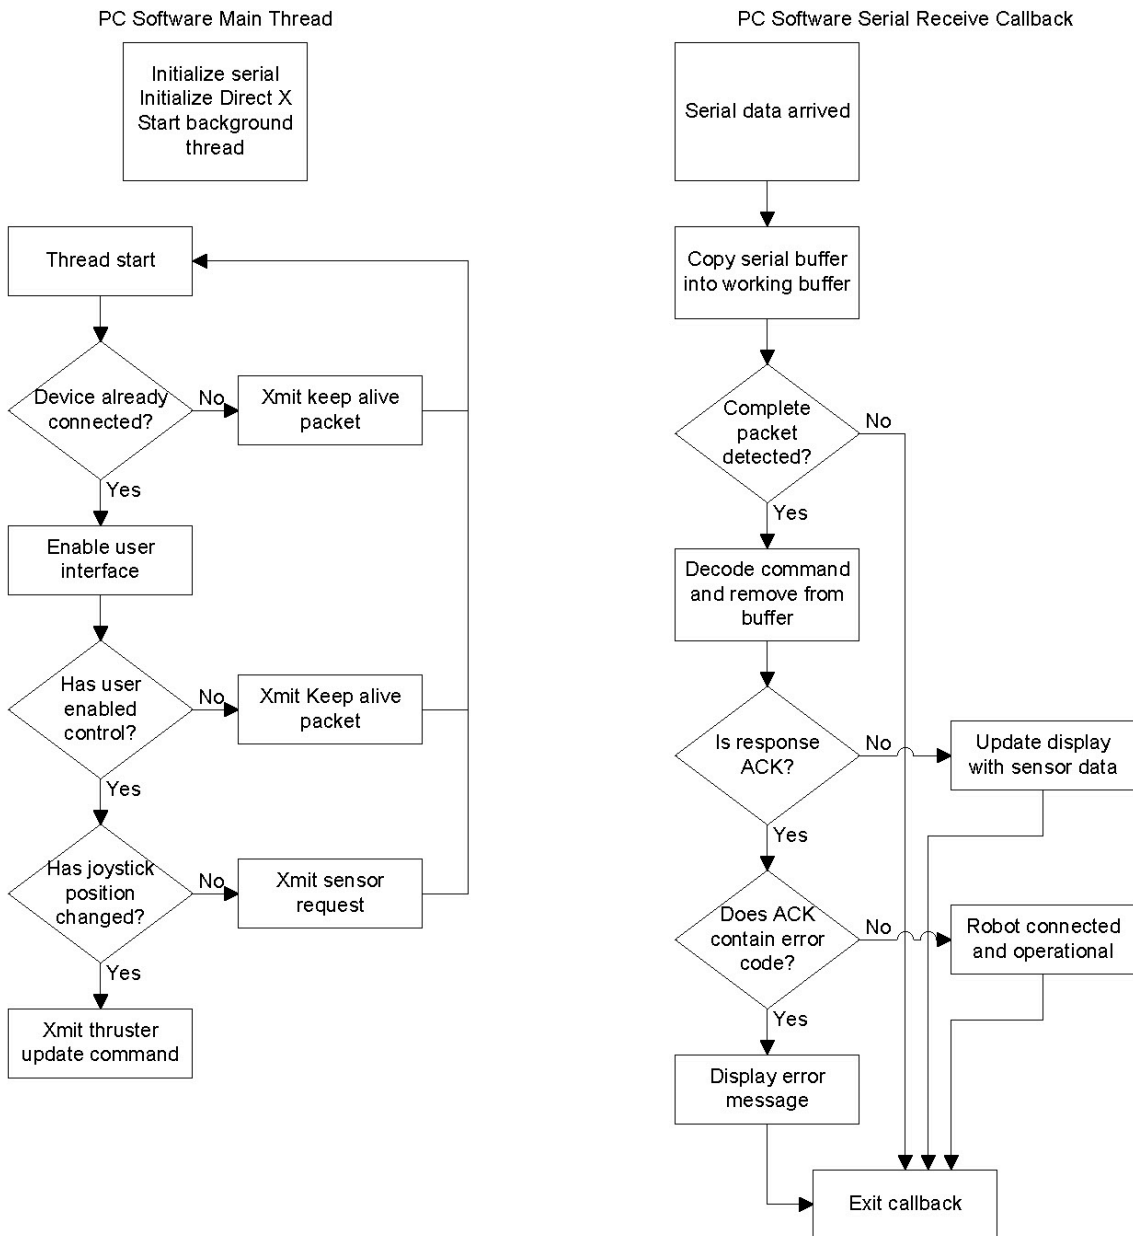 PC Software Main Thread
Initialize serial
Initialize Direct X
Start background
thread
Thread start
Device already
connected?
No
Xmit keep alive
packet
Yes
Enable user
interface
Has user
enabled
control?
No
Xmit Keep alive
packet
Yes
Has joystick
position
changed?
No
Xmit sensor
request
Yes
Xmit thruster
update command
PC Software Serial Receive Callback
Serial data arrived
Copy serial buffer
into working buffer
Complete
packet
detected?
No
Yes
Decode command
and remove from
buffer
Is response
ACK?
No
Update display
with sensor data
Yes
Does ACK
contain error
code?
No
Robot connected
and operational
Yes
Display error
message
Exit callback